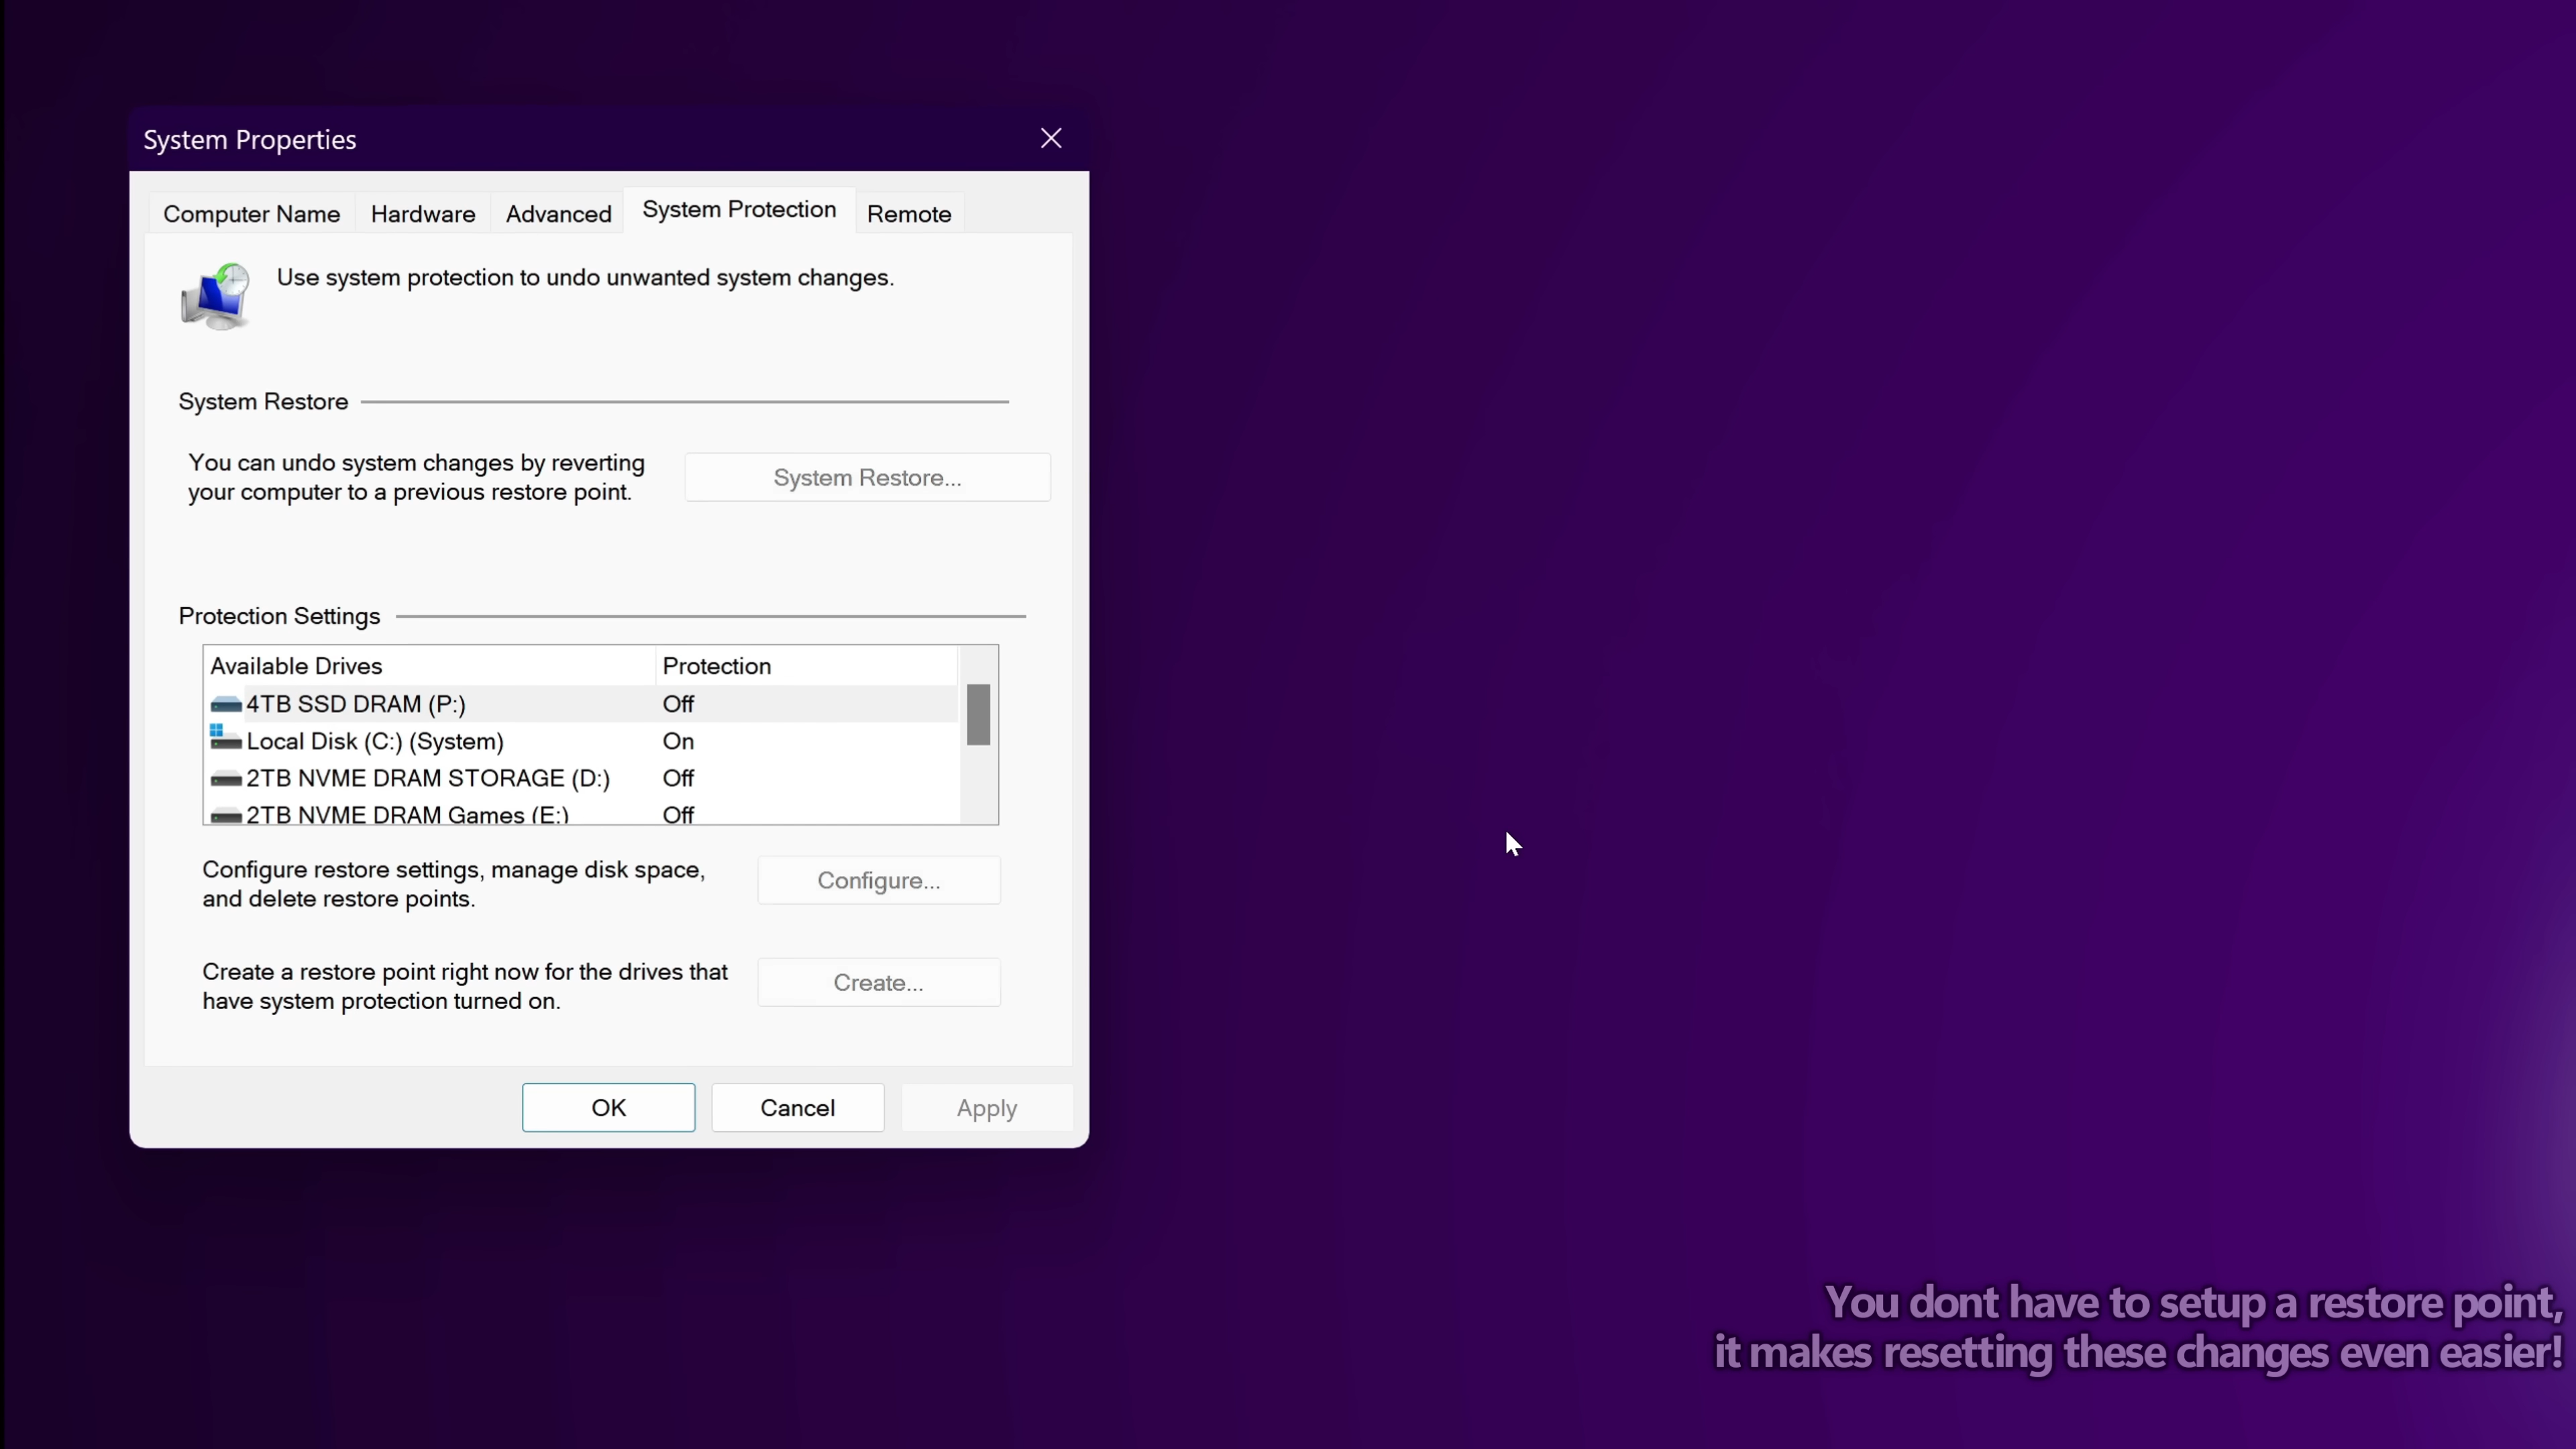 System Properties
Computer Name
Hardware
Advanced
System Protection
Remote
Use system protection to undo unwanted system changes.
System Restore
You can undo system changes by reverting
your computer to a previous restore point.
System Restore...
Protection Settings
Available Drives Protection
4TB SSD DRAM (P:) Off
Local Disk (C:) (System) On
2TB NVME DRAM STORAGE (D:) Off
2TB NVME DRAM Games (E:) Off
Configure restore settings, manage disk space,
and delete restore points.
Configure...
Create a restore point right now for the drives that
have system protection turned on.
Create...
OK
Cancel
Apply
You dont have to setup a restore point,
it makes resetting these changes even easier!